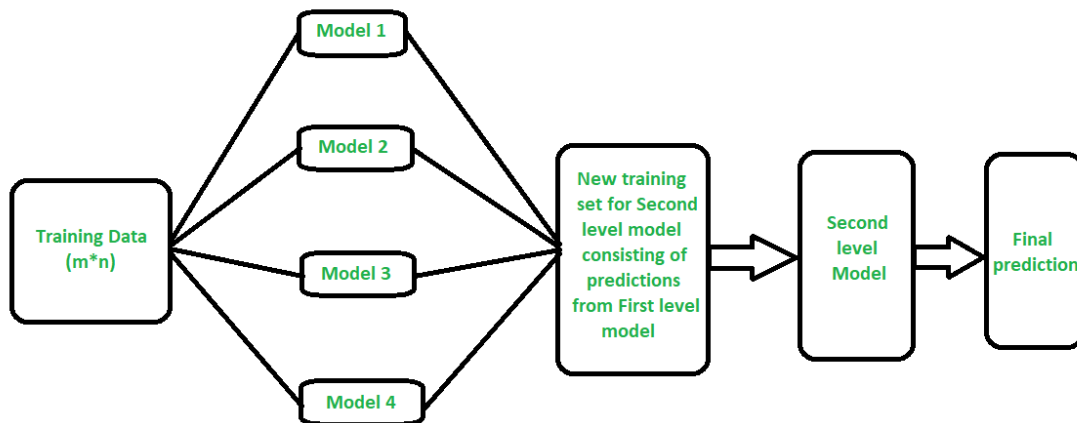 Model 1
Model 2
Training Data
(m*n)
Model 3
Model 4
New training
set for Second
level model
consisting of
predictions
from First level
model
Second
level
Model
Final
prediction